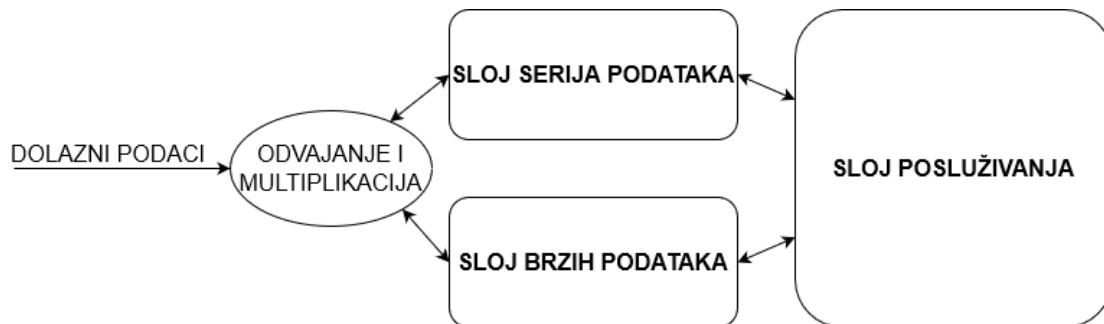 DOLAZNI PODACI
ODVAJANJE I
MULTIPLIKACIJA
SLOJ SERIJA PODATAKA
SLOJ BRZIH PODATAKA
SLOJ POSLUŽIVANJA